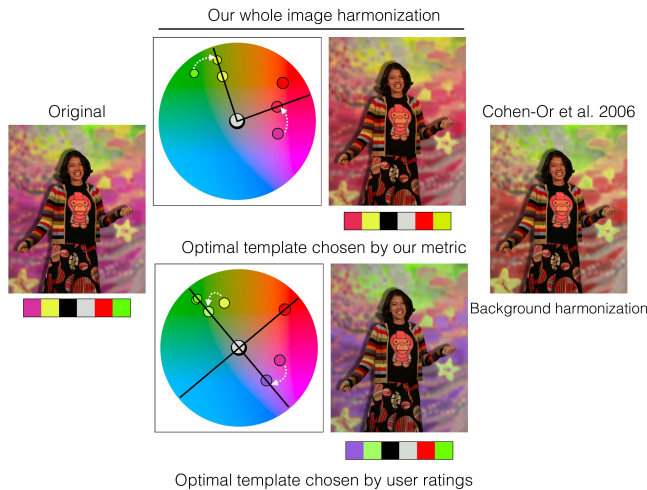 Our whole image harmonization
Original
Cohen-Or et al. 2006
Optimal template chosen by our metric
Background harmonization
Optimal template chosen by user ratings